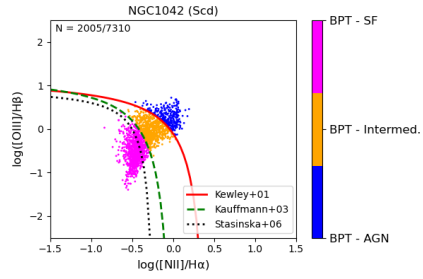 NGC1042 (Scd)
N = 2005/7310
log([OIII]/Hβ)
2
1
0
−1
−2
−1.5
−1.0
−0.5
0.0
0.5
1.0
1.5
log([NII]/Hα)
Kewley+01
Kauffmann+03
Stasinska+06
BPT - SF
BPT - Intermed.
BPT - AGN